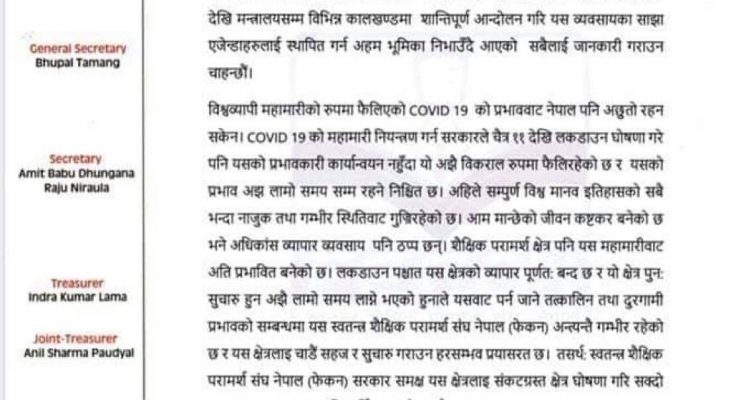 General Secretary
Bhupal Tamang
Secretary
Amit Babu Dhungana
Raju Niraula
Treasurer
Indra Kumar Lama
Joint-Treasurer
Anil Sharma Paudyal
देखि मन्त्रालयसम्म विभिन्न कालखण्डमा शान्तिपूर्ण आन्दोलन गरि यस व्यवसायका साझा
एजेन्डाहरुलाई स्थापित गर्न अहम भूमिका निभाउँदै आएको सबैलाई जानकारी गराउन
चाहन्छौं।
विश्वव्यापी महामारीको रुपमा फैलिएको COVID 19 को प्रभाववाट नेपाल पनि अछुतो रहन
सकेन। COVID 19 को महामारी नियन्त्रण गर्न सरकारले चैत्र ११ देखि लकडाउन घोषणा गरे
पनि यसको प्रभावकारी कार्यान्वयन नहुँदा यो अझै विकराल रुपमा फैलिरहेको छ र यसको
प्रभाव अझ लामो समय सम्म रहने निश्चित छ। अहिले सम्पुर्ण विश्व मानव इतिहासको सबै
भन्दा नाजुक तथा गम्भीर स्थितिवाट गुज्रिरहेको छ। आम मान्छेको जीवन कष्टकर बनेको छ
भने अधिकांस व्यापार व्यवसाय पनि ठप्प छन्। शैक्षिक परामर्श क्षेत्र पनि यस महामारीवाट
अति प्रभावित बनेको छ। लकडाउन पश्चात यस क्षेत्रको व्यापार पूर्णत: बन्द छ र यो क्षेत्र पुन:
सुचारु हुन अझै लामो समय लाग्ने भएको हुनाले यसवाट पर्न जाने तत्कालिन तथा दुरगामी
प्रभावको सम्बन्धमा यस स्वतन्त्र शैक्षिक परामर्श संघ नेपाल (फेकन) अन्त्यन्तै गम्भीर रहेको
छ र यस क्षेत्रलाइ चाडैं सहज र सुचारु गराउन हरसम्भव प्रयासरत छ। तसर्थ: स्वतन्त्र शैक्षिक
परामर्श संघ नेपाल (फेकन) सरकार समक्ष यस क्षेत्रलाइ संकटग्रस्त क्षेत्र घोषणा गरि सक्दो